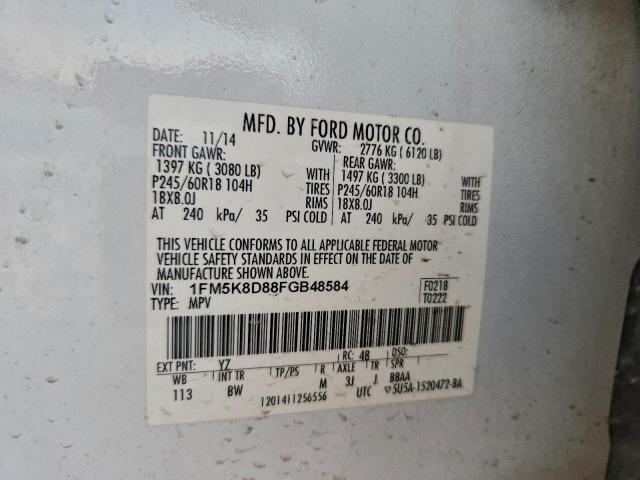 MFD. BY FORD MOTOR CO.
DATE: 11/14 GVWR: 2776 KG ( 6120 LB)
FRONT GAWR: REAR GAWR:
1397 KG ( 3080 LB) WITH 1497 KG ( 3300 LB) WITH
P245/60R18 104H TIRES P245/60R18 104H TIRES
18X8.0J RIMS 18X8.0J RIMS
AT 240 kPa/ 35 PSI COLD AT 240 kPa/ 35 PSI COLD
THIS VEHICLE CONFORMS TO ALL APPLICABLE FEDERAL MOTOR
VEHICLE SAFETY STANDARDS IN EFFECT ON THE DATE OF
MANUFACTURE SHOWN ABOVE.
VIN: 1FM5K8D88FGB48584 F0218
TYPE: MPV T0222
EXT PNT: YZ RC: 48 DSO:
WB INT TR TP/PS R AXLE TR SPR
113 BW M 3J J BBAA
1201411256556 UTC 5U5A-1520472-BA